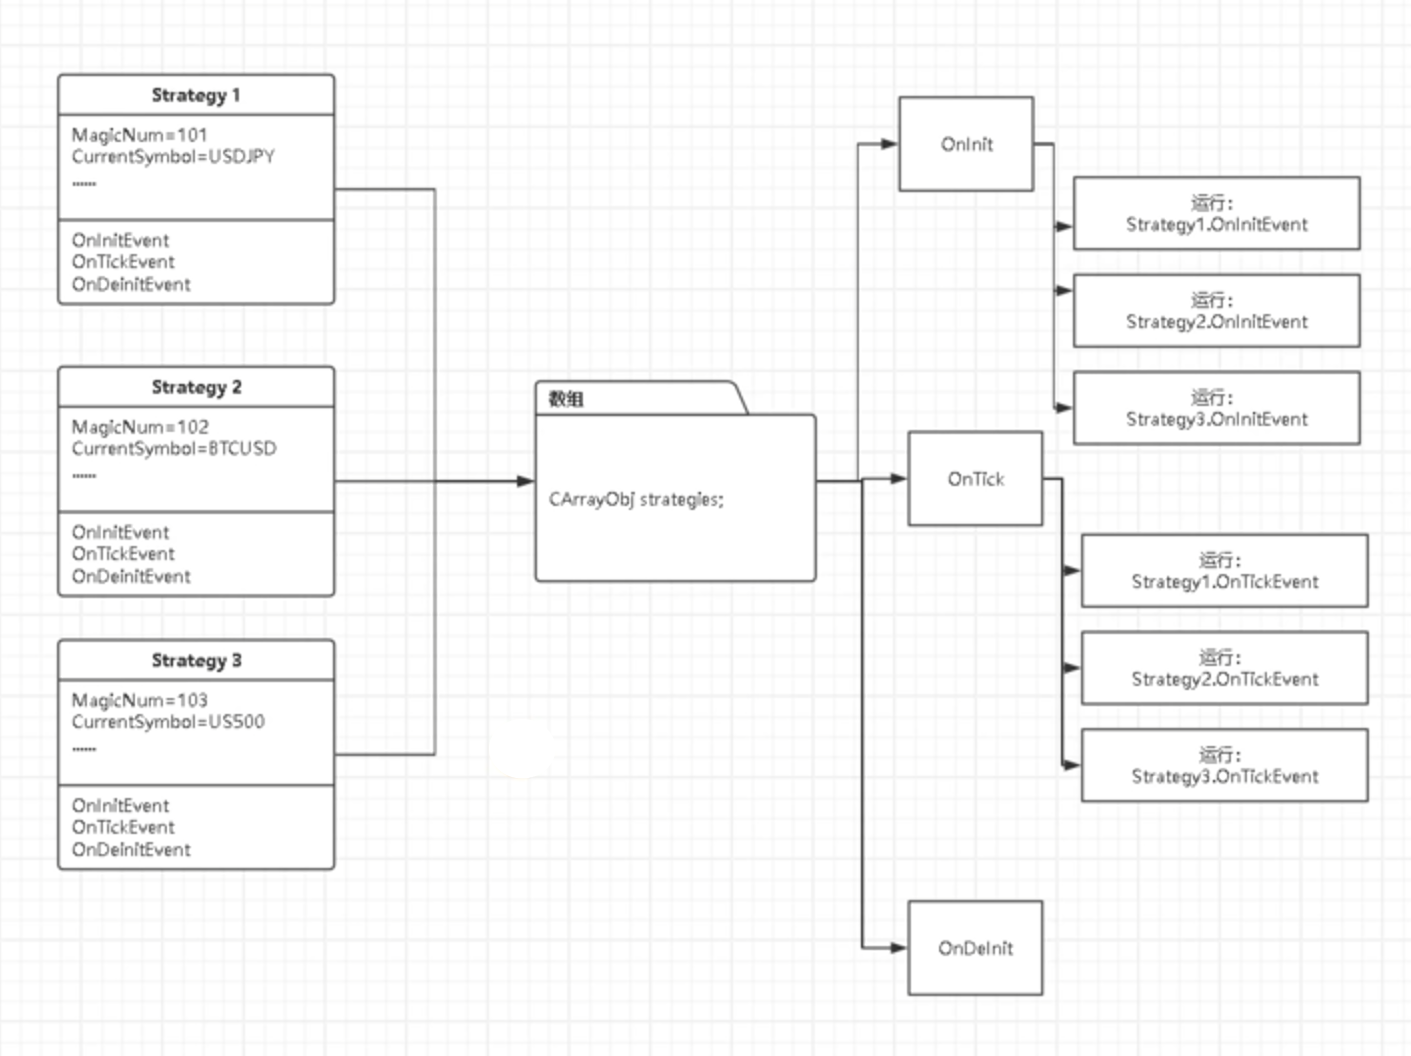 Strategy 1
MagicNum=101
CurrentSymbol=USDJPY
......
OnInitEvent
OnTickEvent
OnDeinitEvent
Strategy 2
MagicNum=102
CurrentSymbol=BTCUSD
......
OnInitEvent
OnTickEvent
OnDeinitEvent
Strategy 3
MagicNum=103
CurrentSymbol=US500
......
OnInitEvent
OnTickEvent
OnDeinitEvent
数组
CArrayObj strategies;
OnInit
运行：
Strategy1.OnInitEvent
运行：
Strategy2.OnInitEvent
运行：
Strategy3.OnInitEvent
OnTick
运行：
Strategy1.OnTickEvent
运行：
Strategy2.OnTickEvent
运行：
Strategy3.OnTickEvent
OnDeInit